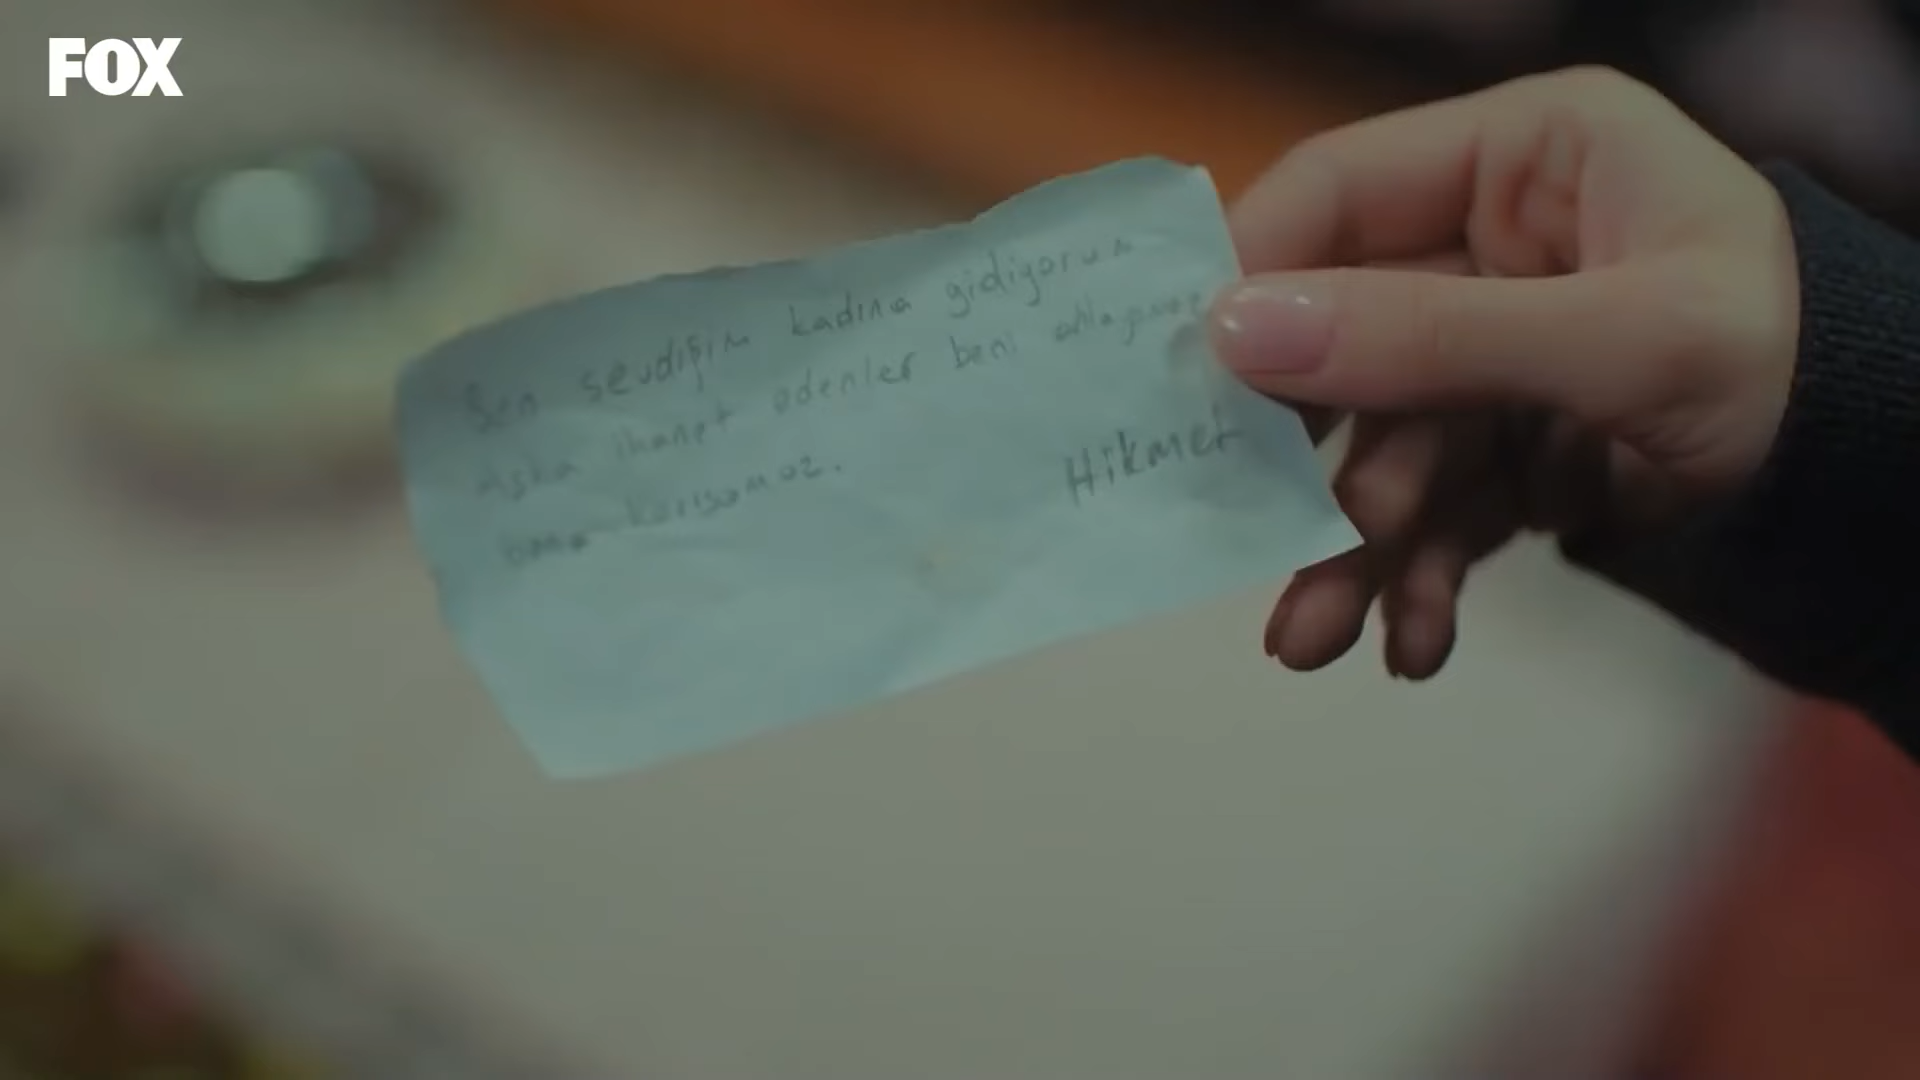 FOX
Ben sevdiğim kadına gidiyorum
Aşka ihanet edenler beni
bana karışamaz.
Hikmet